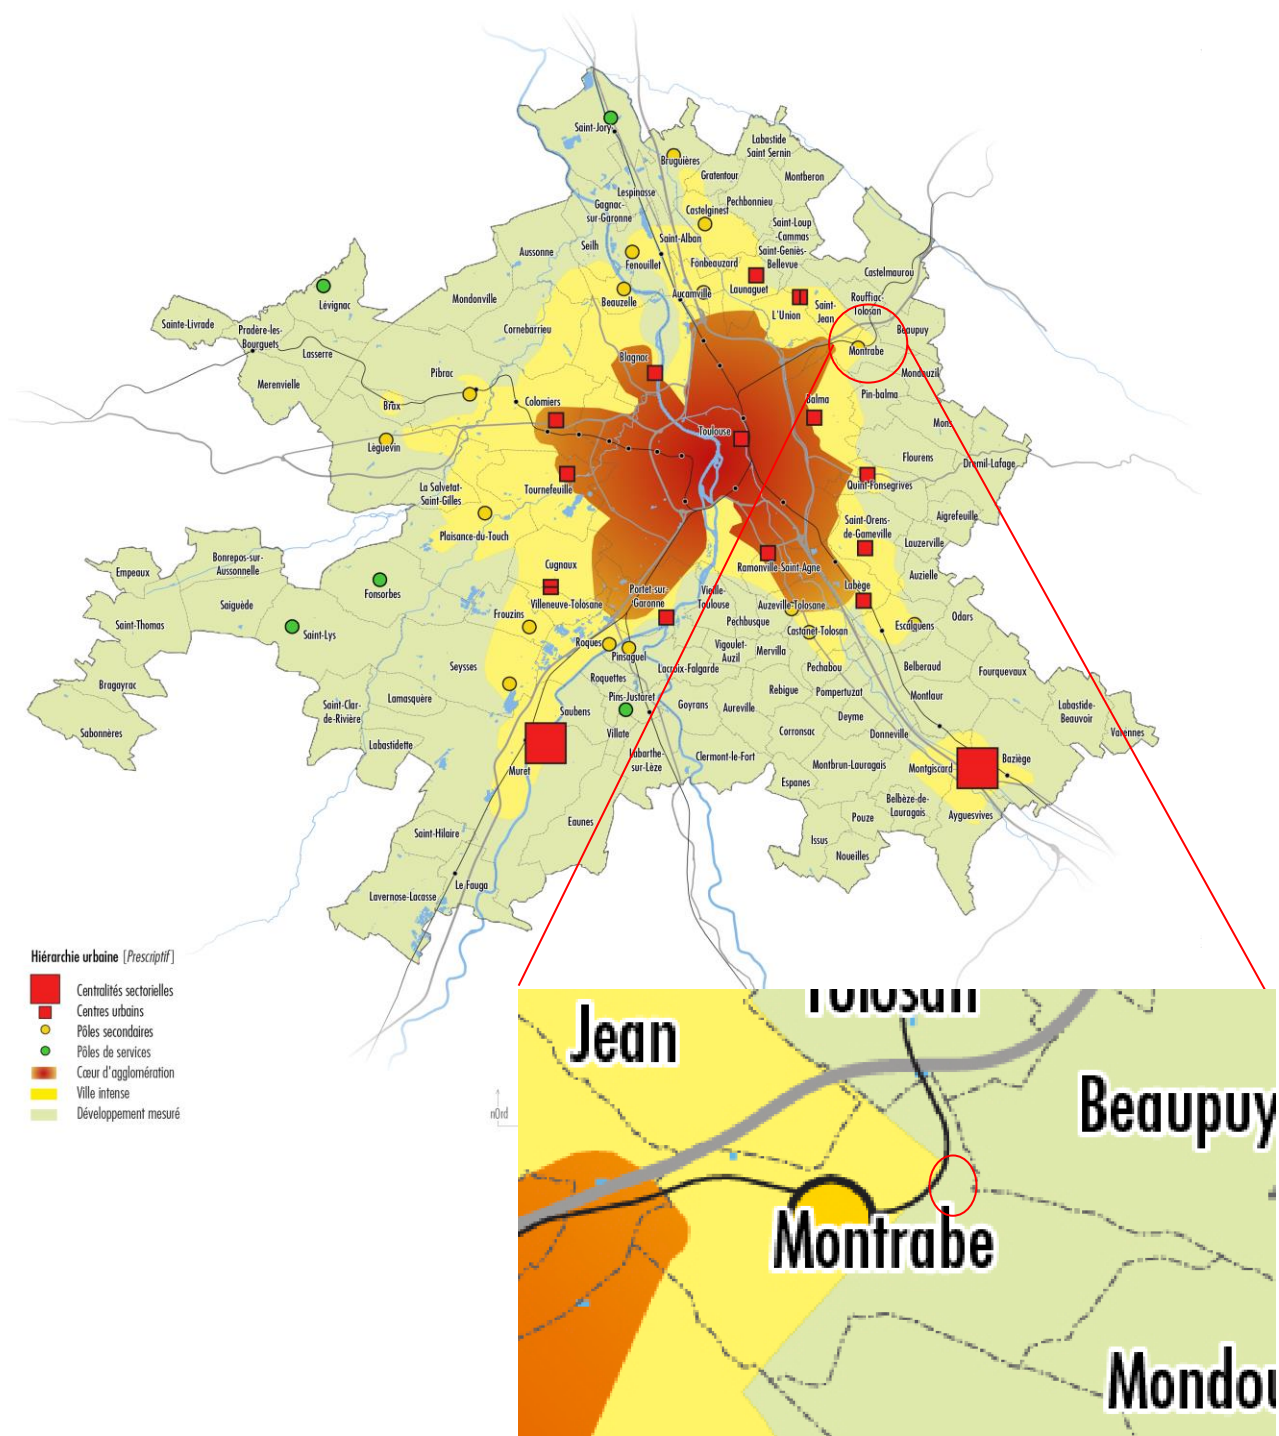 Saint-Jory
Bruguières
Labastide
Saint Sernin
Gratentour
Montberon
Lespinasse
Pechbonnieu
Gagnac-
sur-Garonne
Castelginest
Saint-Loup
-Cammas
Saint-Alban
Seilh
Aussonne
Saint-Geniès-
Bellevue
Fenouillet
Fonbeauzard
Castelmaurou
Lévignac
Mondonville
Beauzelle
Aucamville
Launaguet
Rouffiac-
Tolosan
Saint-
Jean
L'Union
Sainte-Livrade
Pradère-les-
Bourguets
Cornebarrieu
Beaupuy
Lasserre
Blagnac
Montrabe
Mondouzil
Pibrac
Merenvielle
Pin-balma
Brax
Colomiers
Balma
Mons
Toulouse
Léguevin
Flourens
Dremil-Lafage
La Salvetat-
Saint-Gilles
Tournefeuille
Quint-Fonsegrives
Aigrefeuille
Saint-Orens-
de-Gameville
Plaisance-du-Touch
Lauzerville
Bonrepos-sur-
Aussonnelle
Cugnaux
Ramonville-Saint-Agne
Empeaux
Auzielle
Labège
Fonsorbes
Portet-sur-
Garonne
Vieille-
Toulouse
Saiguède
Villeneuve-Tolosane
Auzeville-Tolosane
Frouzins
Pechbusque
Odars
Saint-Thomas
Castanet-Tolosan
Escalquens
Saint-Lys
Roques
Vigoulet-
Auzil
Mervilla
Pinsaguel
Seysses
Lacroix-Falgarde
Pechabou
Belberaud
Fourquevaux
Roquettes
Bragayrac
Rebigue
Pompertuzat
Montlaur
Lamasquère
Pins-Justaret
Goyrans
Aureville
Labastide-
Beauvoir
Saint-Clar-
de-Rivière
Saubens
Deyme
Sabonnères
Villate
Corronsac
Donneville
Varennes
Labastidette
Labarthe-
sur-Lèze
Clermont-le-Fort
Montbrun-Lauragais
Montgiscard
Baziège
Muret
Espanes
Belbèze-de-
Lauragais
Ayguesvives
Pouze
Eaunes
Saint-Hilaire
Issus
Noueilles
Le Fauga
Lavernose-Lacasse
Hiérarchie urbaine [Prescriptif]
Centralités sectorielles
Centres urbains
Pôles secondaires
Pôles de services
Cœur d'agglomération
Ville intense
Développement mesuré
nOrd
Tolosan
Jean
Beaupuy
Montrabe
Mondou